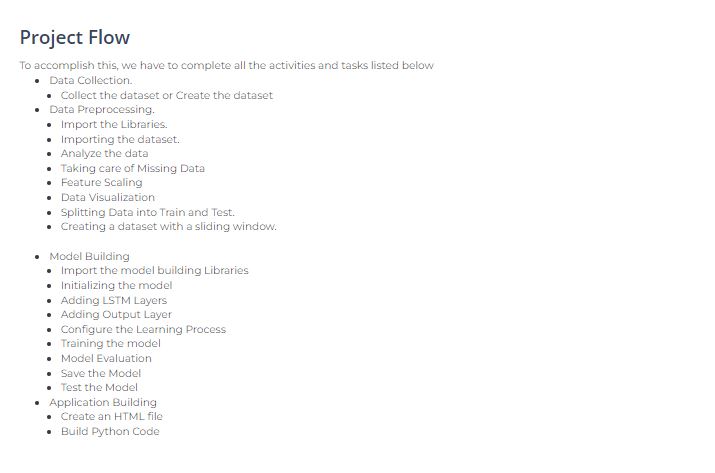 Project Flow
To accomplish this, we have to complete all the activities and tasks listed below
• Data Collection.
• Collect the dataset or Create the dataset
• Data Preprocessing.
• Import the Libraries.
• Importing the dataset.
• Analyze the data
• Taking care of Missing Data
• Feature Scaling
• Data Visualization
• Splitting Data into Train and Test.
• Creating a dataset with a sliding window.
• Model Building
• Import the model building Libraries
• Initializing the model
• Adding LSTM Layers
• Adding Output Layer
• Configure the Learning Process
• Training the model
• Model Evaluation
• Save the Model
• Test the Model
• Application Building
• Create an HTML file
• Build Python Code